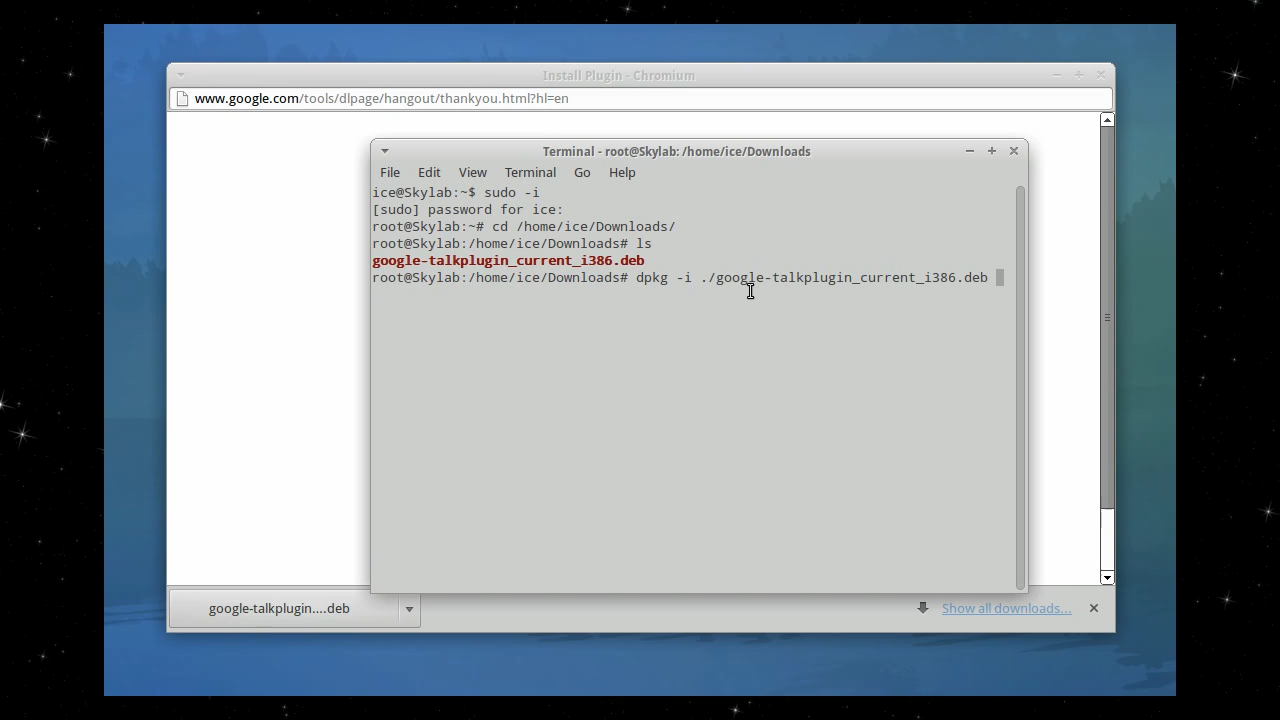 Install Plugin - Chromium
www.google.com/tools/dlpage/hangout/thankyou.html?hl=en
Terminal - root@Skylab: /home/ice/Downloads
File Edit View Terminal Go Help
ice@Skylab:~$ sudo -i
[sudo] password for ice:
root@Skylab:~# cd /home/ice/Downloads/
root@Skylab:/home/ice/Downloads# ls
google-talkplugin_current_i386.deb
root@Skylab:/home/ice/Downloads# dpkg -i ./google-talkplugin_current_i386.deb
google-talkplugin....deb
Show all downloads...